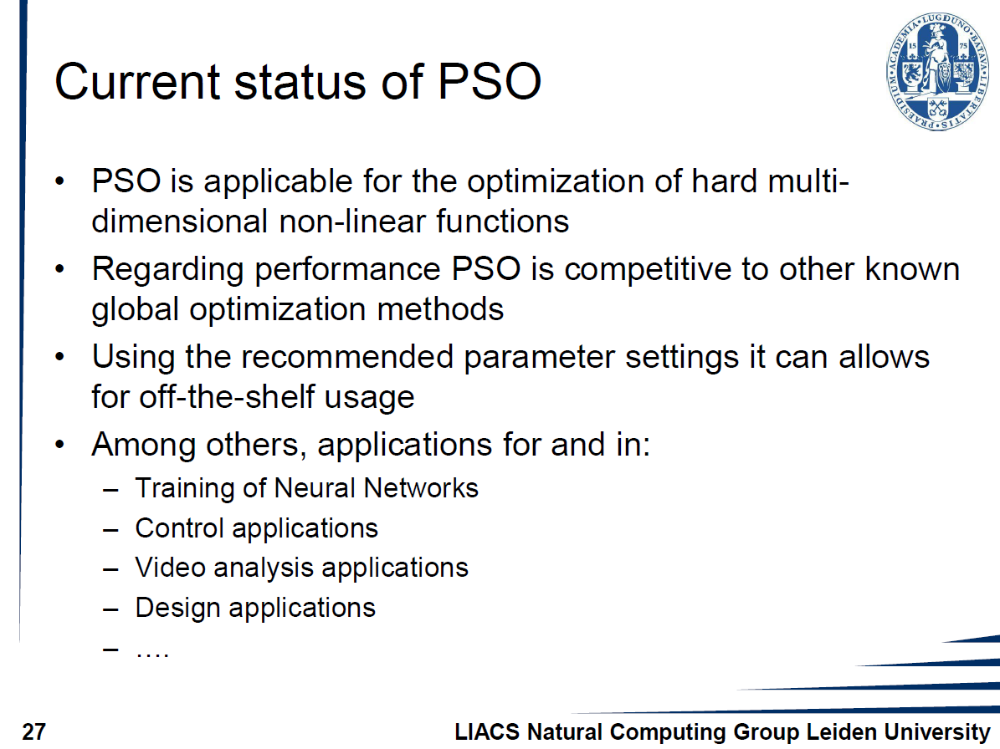 ACADEMIA • LUGDUNO • BATAVA • LIBERTATIS • PRAESIDIUM •
15 75
Current status of PSO
• PSO is applicable for the optimization of hard multi-
dimensional non-linear functions
• Regarding performance PSO is competitive to other known
global optimization methods
• Using the recommended parameter settings it can allows
for off-the-shelf usage
• Among others, applications for and in:
– Training of Neural Networks
– Control applications
– Video analysis applications
– Design applications
– ….
27 LIACS Natural Computing Group Leiden University